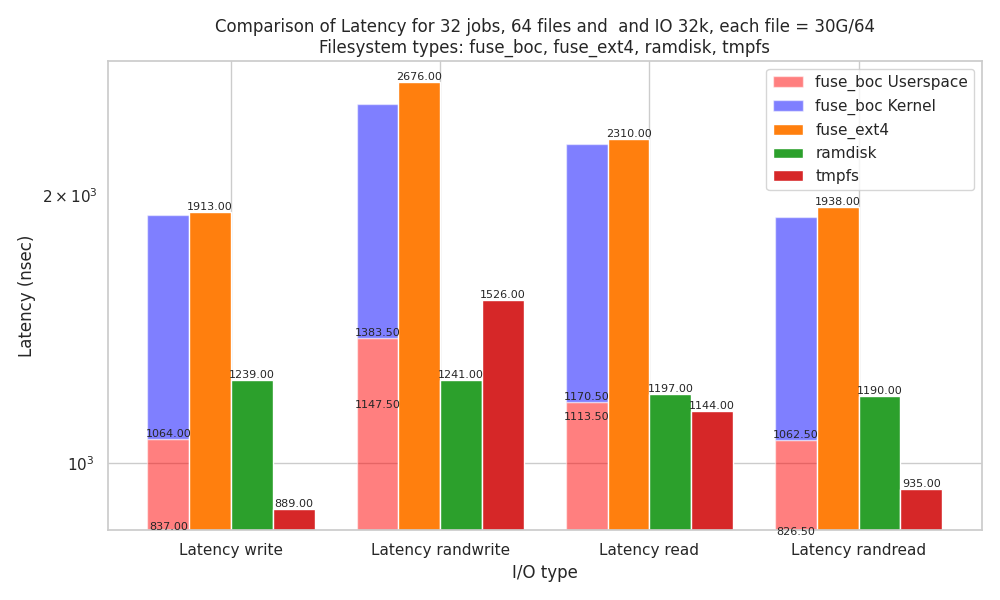 Comparison of Latency for 32 jobs, 64 files and  and IO 32k, each file = 30G/64
Filesystem types: fuse_boc, fuse_ext4, ramdisk, tmpfs
fuse_boc Userspace
fuse_boc Kernel
fuse_ext4
ramdisk
tmpfs
Latency (nsec)
2 × 10³
10³
1064.00
837.00
1913.00
1239.00
889.00
1383.50
1147.50
2676.00
1241.00
1526.00
1170.50
1113.50
2310.00
1197.00
1144.00
1062.50
826.50
1938.00
1190.00
935.00
Latency write
Latency randwrite
Latency read
Latency randread
I/O type